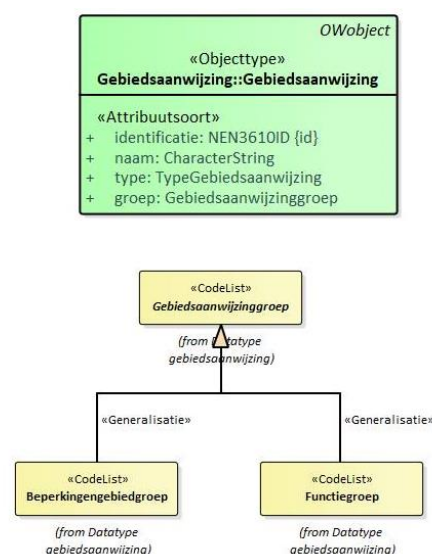 OWobject
«Objecttype»
Gebiedsaanwijzing::Gebiedsaanwijzing
«Attribuutsoort»
+ identificatie: NEN3610ID {id}
+ naam: CharacterString
+ type: TypeGebiedsaanwijzing
+ groep: Gebiedsaanwijzinggroep
«CodeList»
Gebiedsaanwijzinggroep
(from Datatype
gebiedsaanwijzing)
«Generalisatie» «Generalisatie»
«CodeList» «CodeList»
Beperkingengebiedgroep Functiegroep
(from Datatype (from Datatype
gebiedsaanwijzing) gebiedsaanwijzing)